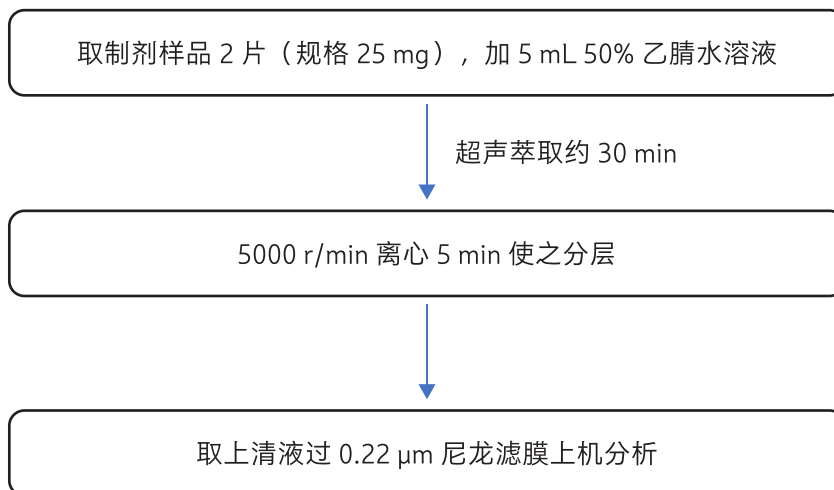 取制剂样品 2 片（规格 25 mg），加 5 mL 50% 乙腈水溶液
超声萃取约 30 min
5000 r/min 离心 5 min 使之分层
取上清液过 0.22 μm 尼龙滤膜上机分析